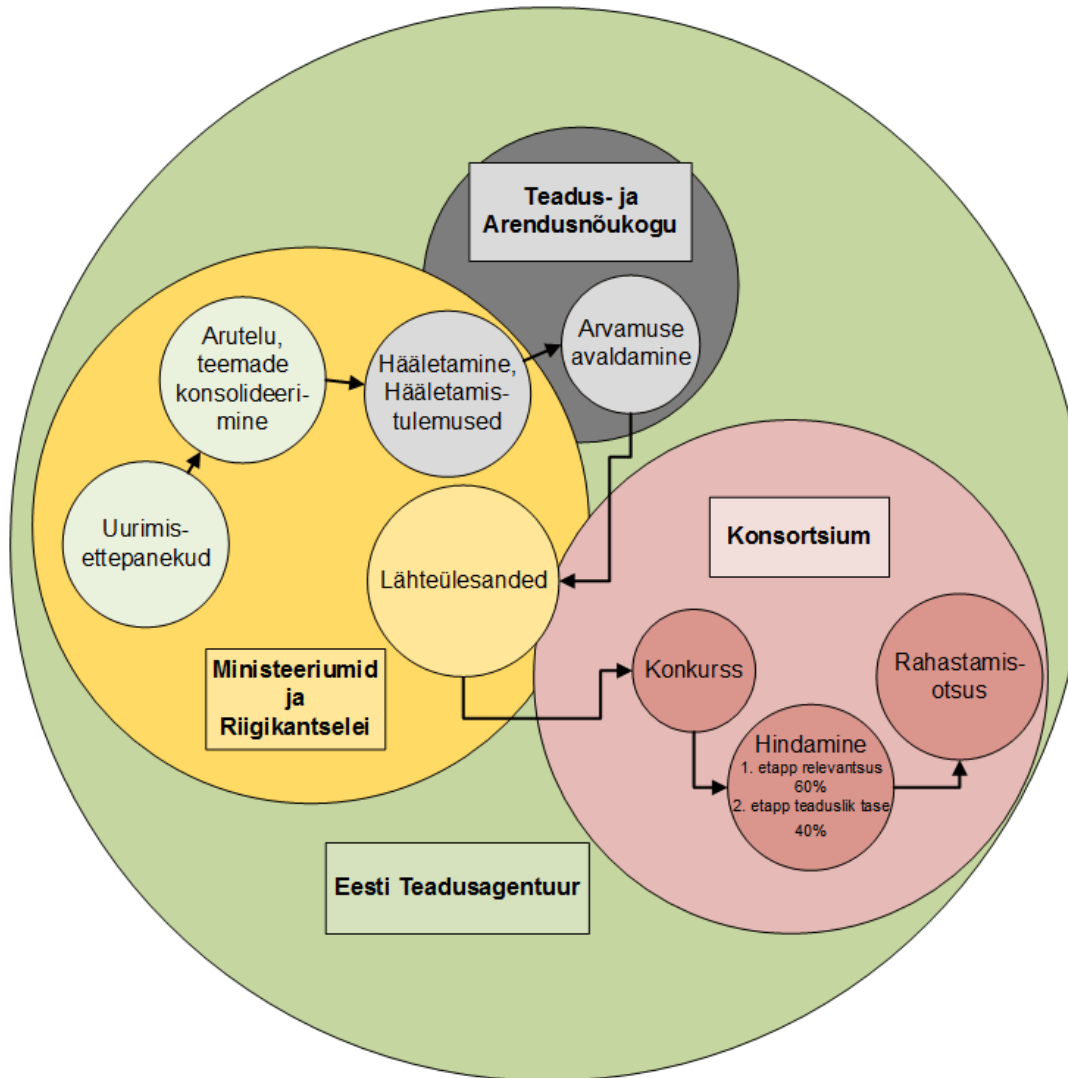 Teadus- ja
Arendusnõukogu
Arutelu,
teemade
konsolideeri-
mine
Hääletamine,
Hääletamis-
tulemused
Arvamuse
avaldamine
Uurimis-
ettepanekud
Lähteülesanded
Ministeeriumid
ja
Riigikantselei
Konsortsium
Konkurss
Rahastamis-
otsus
Hindamine
1. etapp relevantsus
60%
2. etapp teaduslik tase
40%
Eesti Teadusagentuur